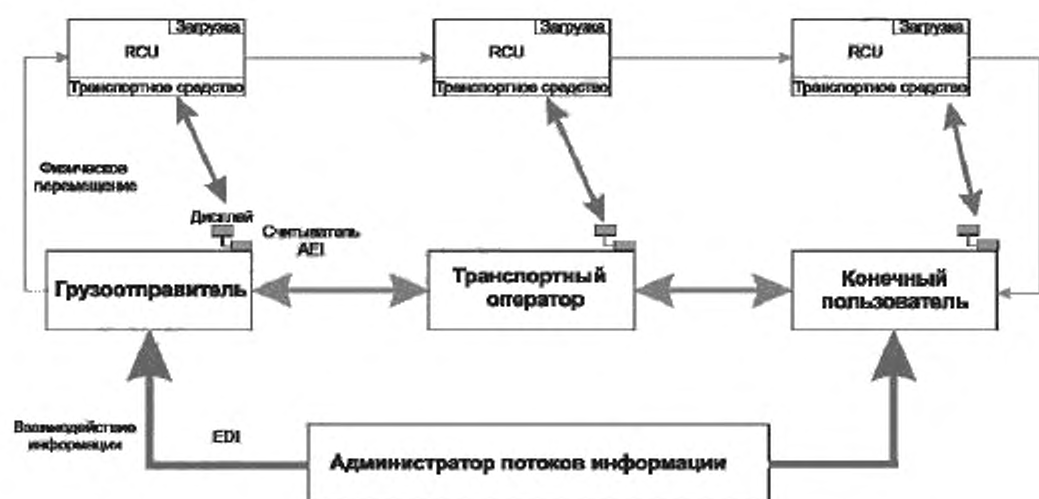 Загрузка
RCU
Транспортное средство
Загрузка
RCU
Транспортное средство
Загрузка
RCU
Транспортное средство
Физическое
перемещение
Дисплей
Считыватель
AEI
Грузоотправитель
Транспортный
оператор
Конечный
пользователь
Взаимодействие
информации
EDI
Администратор потоков информации